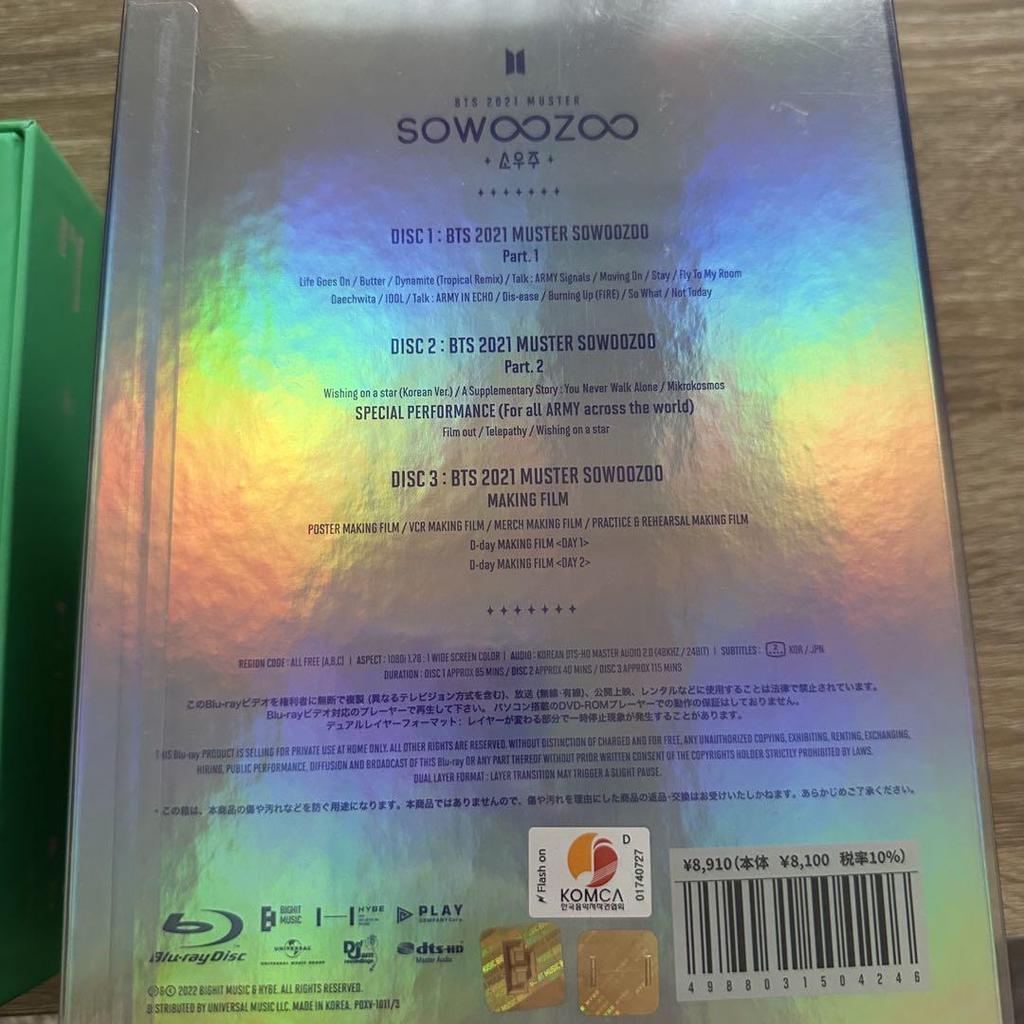 BTS 2021 MUSTER
SOWOOZOO
소우주
DISC 1 : BTS 2021 MUSTER SOWOOZOO
Part. 1
Life Goes On / Butter / Dynamite (Tropical Remix) / Talk : ARMY Signals / Moving On / Stay / Fly To My Room
Daechwita / IDOL / Talk : ARMY IN ECHO / Dis-ease / Burning Up (FIRE) / So What / Not Today
DISC 2 : BTS 2021 MUSTER SOWOOZOO
Part. 2
Wishing on a star (Korean Ver.) / A Supplementary Story : You Never Walk Alone / Mikrokosmos
SPECIAL PERFORMANCE (For all ARMY across the world)
Film out / Telepathy / Wishing on a star
DISC 3 : BTS 2021 MUSTER SOWOOZOO
MAKING FILM
POSTER MAKING FILM / VCR MAKING FILM / MERCH MAKING FILM / PRACTICE & REHEARSAL MAKING FILM
D-day MAKING FILM <DAY 1>
D-day MAKING FILM <DAY 2>
REGION CODE : ALL FREE [A,B,C] | ASPECT : 1080i 1.78 : 1 WIDE SCREEN COLOR | AUDIO : KOREAN DTS-HD MASTER AUDIO 2.0 (48KHZ / 24BIT) | SUBTITLES : 2 KOR / JPN
DURATION : DISC 1 APPROX 85 MINS / DISC 2 APPROX 40 MINS / DISC 3 APPROX 115 MINS
このBlu-rayビデオを権利者に無断で複製 (異なるテレビジョン方式を含む)、放送 (無線·有線)、公開上映、レンタルなどに使用することは法律で禁止されています。
Blu-rayビデオ対応のプレーヤーで再生して下さい。 パソコン搭載のDVD-ROMプレーヤーでの動作の保証はしておりません。
デュアルレイヤーフォーマット: レイヤーが変わる部分で一時停止現象が発生することがあります。
THIS Blu-ray PRODUCT IS SELLING FOR PRIVATE USE AT HOME ONLY. ALL OTHER RIGHTS ARE RESERVED. WITHOUT DISTINCTION OF CHARGED AND FOR FREE, ANY UNAUTHORIZED COPYING, EXHIBITING, RENTING, EXCHANGING,
HIRING, PUBLIC PERFORMANCE, DIFFUSION AND BROADCAST OF THIS Blu-ray OR ANY PART THEREOF WITHOUT PRIOR WRITTEN CONSENT OF THE COPYRIGHTS HOLDER STRICTLY PROHIBITED BY LAWS.
DUAL LAYER FORMAT : LAYER TRANSITION MAY TRIGGER A SLIGHT PAUSE.
・この箱は、本商品の傷や汚れなどを防ぐ用途になります。本商品ではありませんので、傷や汚れを理由にした商品の返品·交換はお受けいたしかねます。あらかじめご了承ください。
Flash on
KOMCA
한국음악저작권협회
D
01740727
¥8,910(本体 ¥8,100 税率10%)
4988031504246
Blu-ray Disc
BIGHIT MUSIC
HYBE
PLAY
COMPANY Corp.
UNIVERSAL
UNIVERSAL MUSIC GROUP
Def Jam
recordings
dts-HD
Master Audio
℗&© 2022 BIGHIT MUSIC & HYBE. ALL RIGHTS RESERVED.
DISTRIBUTED BY UNIVERSAL MUSIC LLC. MADE IN KOREA. POXV-1011/3